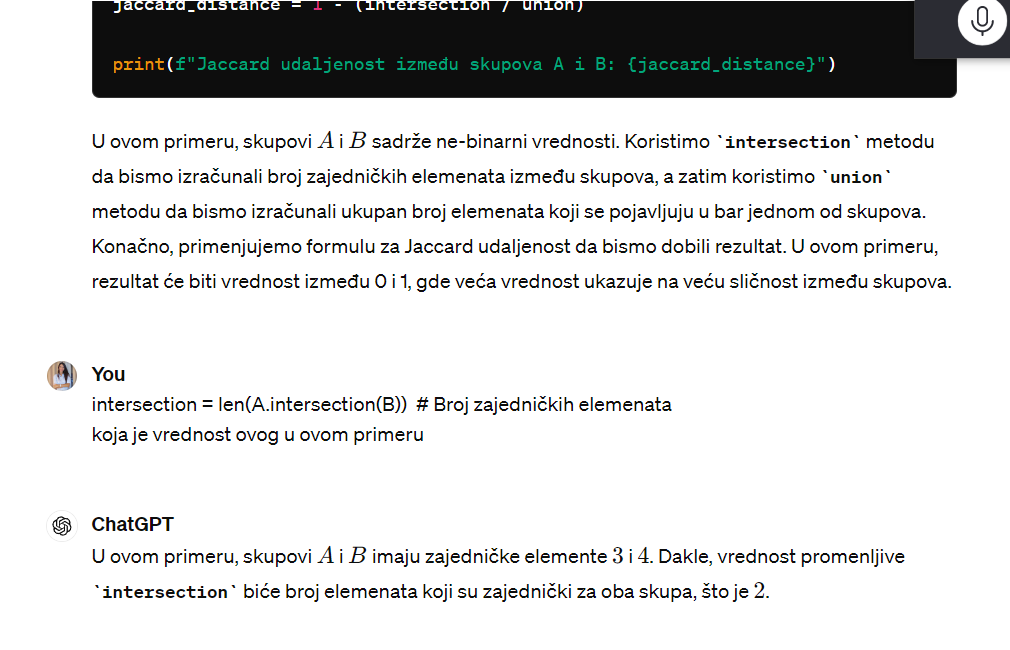 jaccard_distance = 1 - (intersection / union)
print(f"Jaccard udaljenost između skupova A i B: {jaccard_distance}")
U ovom primeru, skupovi A i B sadrže ne-binarni vrednosti. Koristimo `intersection` metodu
da bismo izračunali broj zajedničkih elemenata između skupova, a zatim koristimo `union`
metodu da bismo izračunali ukupan broj elemenata koji se pojavljuju u bar jednom od skupova.
Konačno, primenjujemo formulu za Jaccard udaljenost da bismo dobili rezultat. U ovom primeru,
rezultat će biti vrednost između 0 i 1, gde veća vrednost ukazuje na veću sličnost između skupova.
You
intersection = len(A.intersection(B))  # Broj zajedničkih elemenata
koja je vrednost ovog u ovom primeru
ChatGPT
U ovom primeru, skupovi A i B imaju zajedničke elemente 3 i 4. Dakle, vrednost promenljive
`intersection` biće broj elemenata koji su zajednički za oba skupa, što je 2.